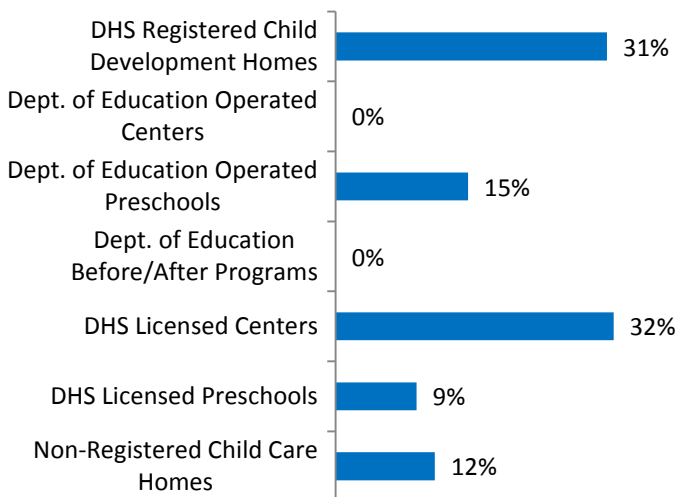 DHS Registered Child
Development Homes
31%
Dept. of Education Operated
Centers
0%
Dept. of Education Operated
Preschools
15%
Dept. of Education
Before/After Programs
0%
DHS Licensed Centers
32%
DHS Licensed Preschools
9%
Non-Registered Child Care
Homes
12%